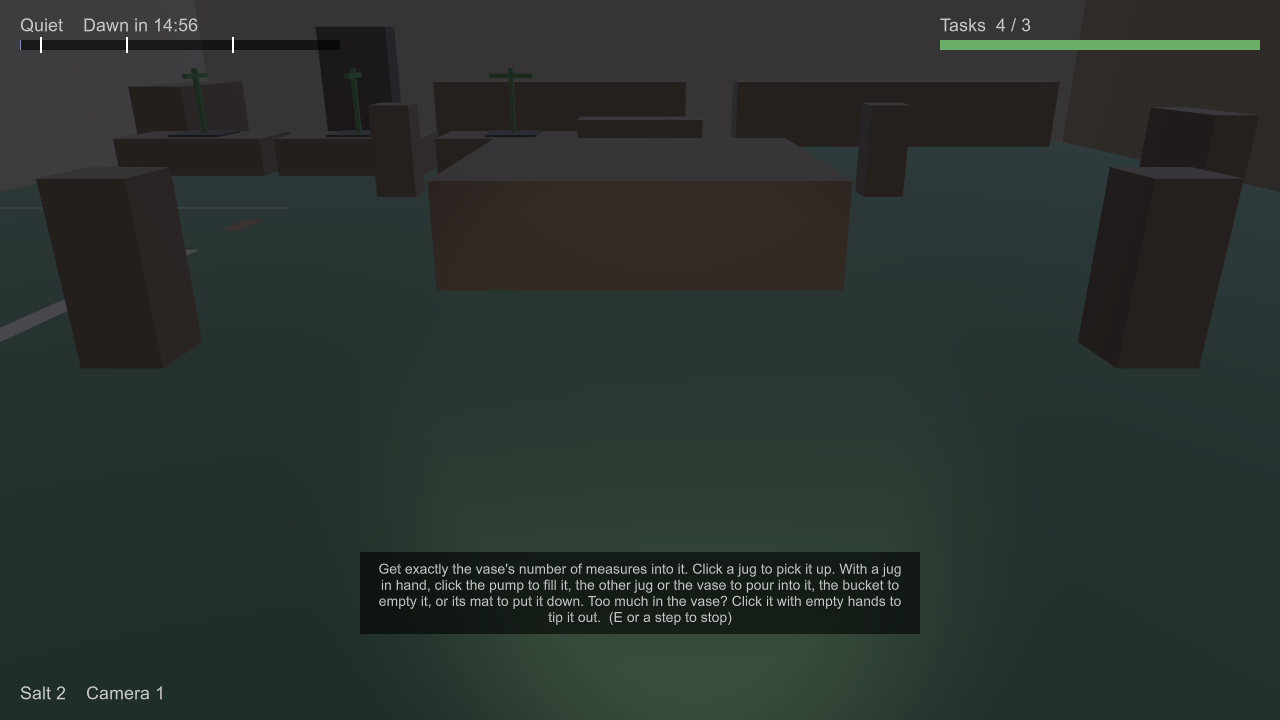 Quiet Dawn in 14:56
Tasks 4 / 3
Get exactly the vase's number of measures into it. Click a jug to pick it up. With a jug
in hand, click the pump to fill it, the other jug or the vase to pour into it, the bucket to
empty it, or its mat to put it down. Too much in the vase? Click it with empty hands to
tip it out. (E or a step to stop)
Salt 2 Camera 1